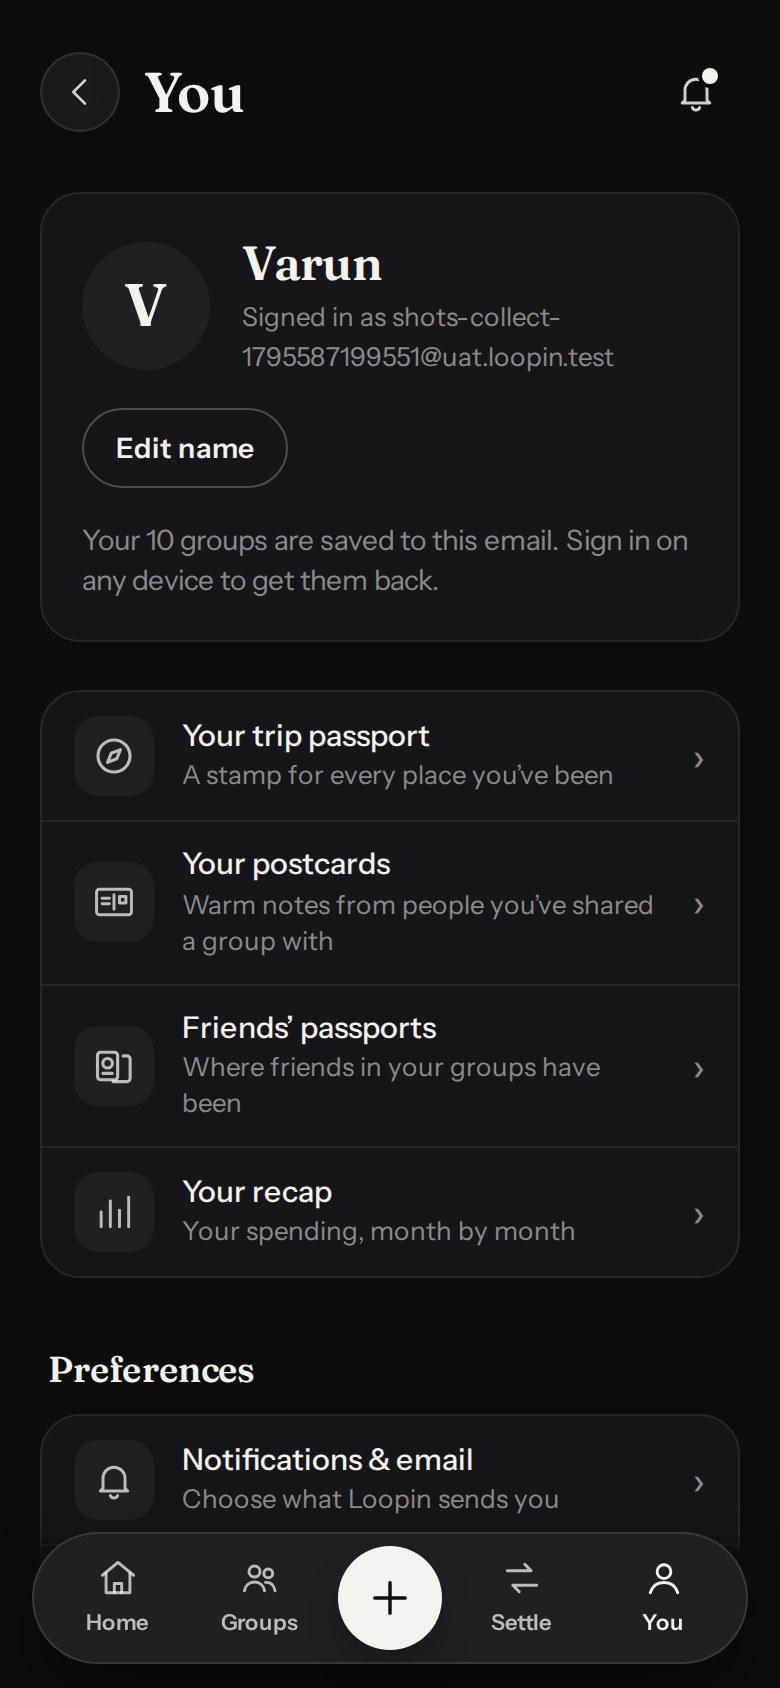 You
V
Varun
Signed in as shots-collect-
1795587199551@uat.loopin.test
Edit name
Your 10 groups are saved to this email. Sign in on
any device to get them back.
Your trip passport
A stamp for every place you’ve been
Your postcards
Warm notes from people you’ve shared
a group with
Friends’ passports
Where friends in your groups have
been
Your recap
Your spending, month by month
Preferences
Notifications & email
Choose what Loopin sends you
Home
Groups
Settle
You